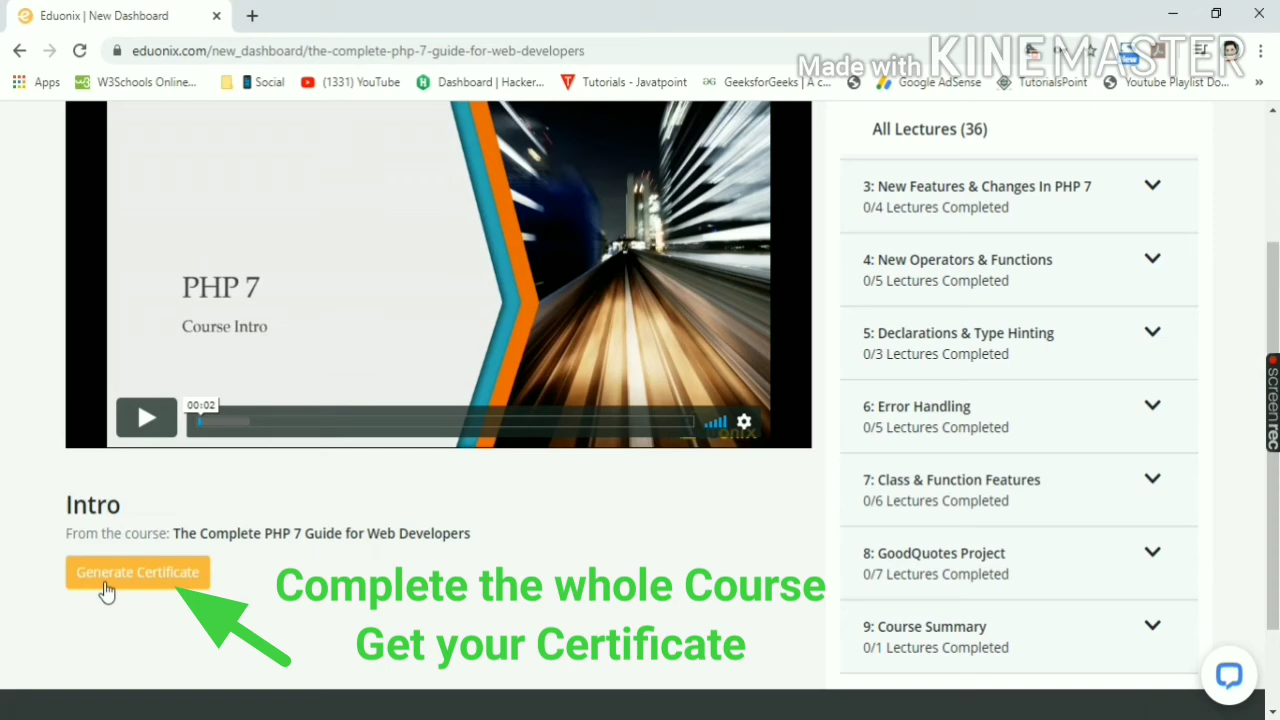 Eduonix | New Dashboard
eduonix.com/new_dashboard/the-complete-php-7-guide-for-web-developers
Made with KINEMASTER
Apps
W3Schools Online...
Social
(1331) YouTube
Dashboard | Hacker...
Tutorials - Javatpoint
GeeksforGeeks | A c...
Google AdSense
TutorialsPoint
Youtube Playlist Do...
»
All Lectures (36)
PHP 7
Course Intro
00:02
3: New Features & Changes In PHP 7
0/4 Lectures Completed
4: New Operators & Functions
0/5 Lectures Completed
5: Declarations & Type Hinting
0/3 Lectures Completed
6: Error Handling
0/5 Lectures Completed
7: Class & Function Features
0/6 Lectures Completed
8: GoodQuotes Project
0/7 Lectures Completed
9: Course Summary
0/1 Lectures Completed
Intro
From the course: The Complete PHP 7 Guide for Web Developers
Generate Certificate
Complete the whole Course
Get your Certificate
screenrec